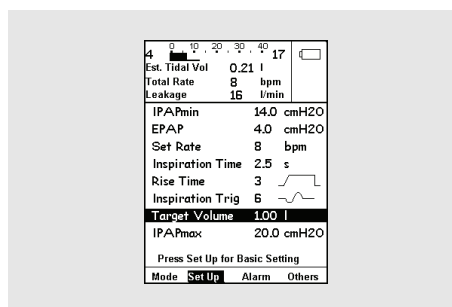 0 10 20 30 40
4 17
Est. Tidal Vol 0.21 l
Total Rate 8 bpm
Leakage 16 l/min
IPAPmin 14.0 cmH2O
EPAP 4.0 cmH2O
Set Rate 8 bpm
Inspiration Time 2.5 s
Rise Time 3
Inspiration Trig 6
Target Volume 1.00 l
IPAPmax 20.0 cmH2O
Press Set Up for Basic Setting
Mode Set Up Alarm Others